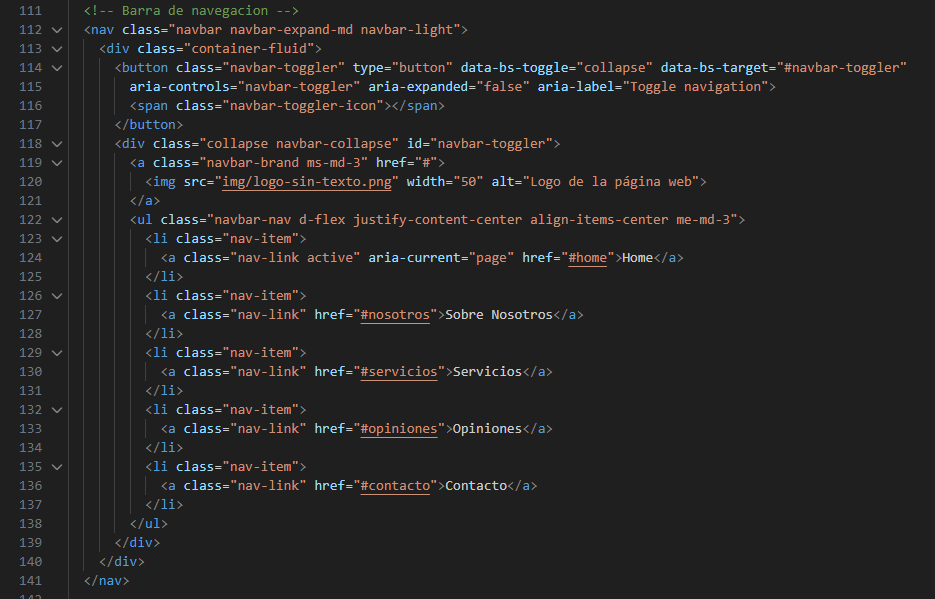 111 <!-- Barra de navegacion -->
112 <nav class="navbar navbar-expand-md navbar-light">
113 <div class="container-fluid">
114 <button class="navbar-toggler" type="button" data-bs-toggle="collapse" data-bs-target="#navbar-toggler"
115 aria-controls="navbar-toggler" aria-expanded="false" aria-label="Toggle navigation">
116 <span class="navbar-toggler-icon"></span>
117 </button>
118 <div class="collapse navbar-collapse" id="navbar-toggler">
119 <a class="navbar-brand ms-md-3" href="#">
120 <img src="img/logo-sin-texto.png" width="50" alt="Logo de la página web">
121 </a>
122 <ul class="navbar-nav d-flex justify-content-center align-items-center me-md-3">
123 <li class="nav-item">
124 <a class="nav-link active" aria-current="page" href="#home">Home</a>
125 </li>
126 <li class="nav-item">
127 <a class="nav-link" href="#nosotros">Sobre Nosotros</a>
128 </li>
129 <li class="nav-item">
130 <a class="nav-link" href="#servicios">Servicios</a>
131 </li>
132 <li class="nav-item">
133 <a class="nav-link" href="#opiniones">Opiniones</a>
134 </li>
135 <li class="nav-item">
136 <a class="nav-link" href="#contacto">Contacto</a>
137 </li>
138 </ul>
139 </div>
140 </div>
141 </nav>